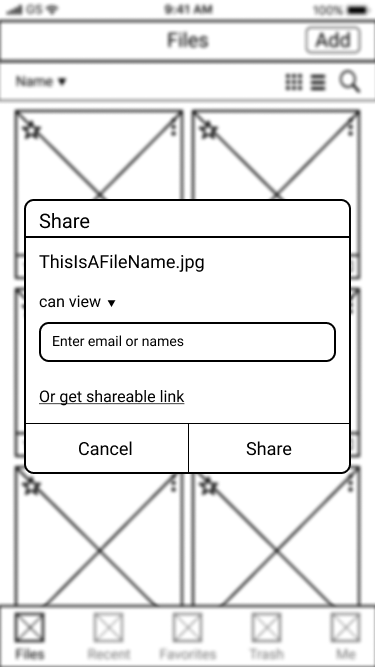 GS 9:41 AM 100%
Files Add
Name ▼
Share
ThisIsAFileName.jpg
can view ▼
Enter email or names
Or get shareable link
Cancel Share
Files Recent Favorites Trash Me